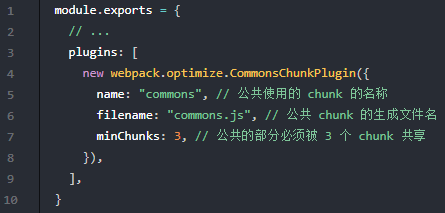 1 module.exports = {
2 // ...
3 plugins: [
4 new webpack.optimize.CommonsChunkPlugin({
5 name: "commons", // 公共使用的 chunk 的名称
6 filename: "commons.js", // 公共 chunk 的生成文件名
7 minChunks: 3, // 公共的部分必须被 3 个 chunk 共享
8 }),
9 ],
10 }